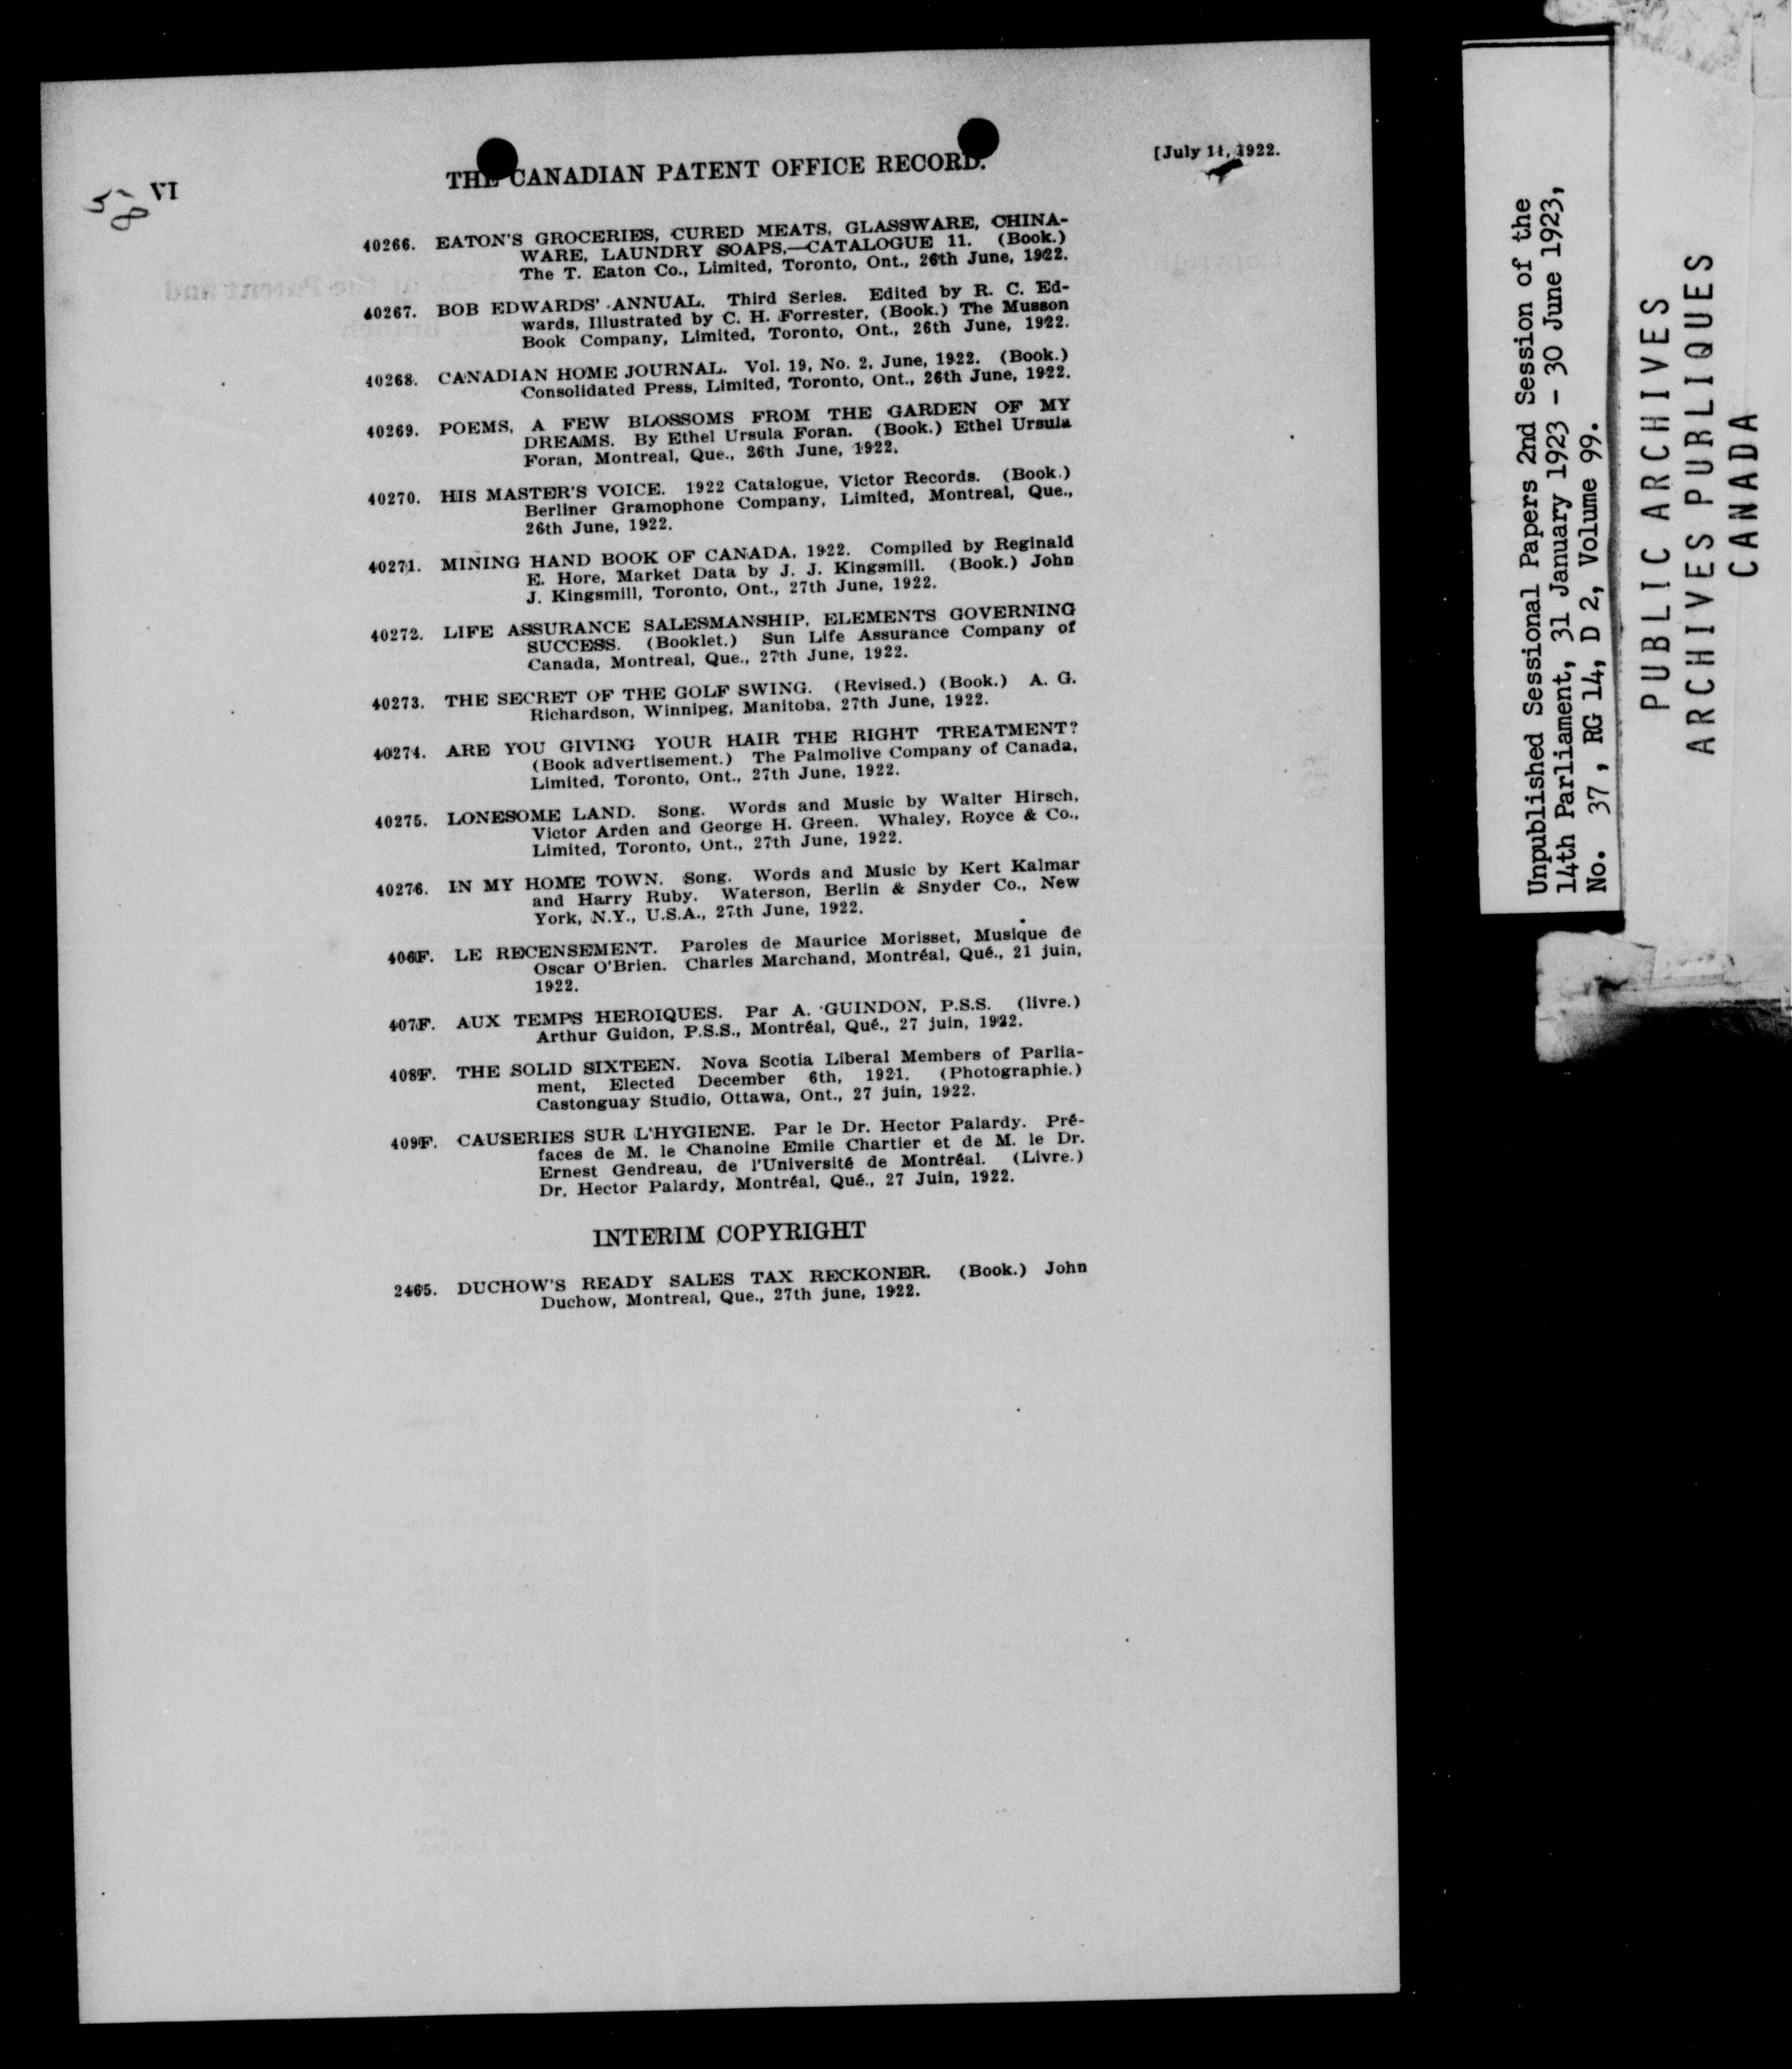 58
VI
THE CANADIAN PATENT OFFICE RECORD.
[July 11, 1922.
40266. EATON'S GROCERIES, CURED MEATS, GLASSWARE, CHINA-
WARE, LAUNDRY SOAPS,—CATALOGUE 11. (Book.)
The T. Eaton Co., Limited, Toronto, Ont., 26th June, 1922.
40267. BOB EDWARDS' ANNUAL. Third Series. Edited by R. C. Ed-
wards, Illustrated by C. H. Forrester, (Book.) The Musson
Book Company, Limited, Toronto, Ont., 26th June, 1922.
40268. CANADIAN HOME JOURNAL. Vol. 19, No. 2, June, 1922. (Book.)
Consolidated Press, Limited, Toronto, Ont., 26th June, 1922.
40269. POEMS, A FEW BLOSSOMS FROM THE GARDEN OF MY
DREAMS. By Ethel Ursula Foran. (Book.) Ethel Ursula
Foran, Montreal, Que., 26th June, 1922.
40270. HIS MASTER'S VOICE. 1922 Catalogue, Victor Records. (Book.)
Berliner Gramophone Company, Limited, Montreal, Que.,
26th June, 1922.
40271. MINING HAND BOOK OF CANADA, 1922. Compiled by Reginald
E. Hore, Market Data by J. J. Kingsmill. (Book.) John
J. Kingsmill, Toronto, Ont., 27th June, 1922.
40272. LIFE ASSURANCE SALESMANSHIP, ELEMENTS GOVERNING
SUCCESS. (Booklet.) Sun Life Assurance Company of
Canada, Montreal, Que., 27th June, 1922.
40273. THE SECRET OF THE GOLF SWING. (Revised.) (Book.) A. G.
Richardson, Winnipeg, Manitoba, 27th June, 1922.
40274. ARE YOU GIVING YOUR HAIR THE RIGHT TREATMENT?
(Book advertisement.) The Palmolive Company of Canada,
Limited, Toronto, Ont., 27th June, 1922.
40275. LONESOME LAND. Song. Words and Music by Walter Hirsch,
Victor Arden and George H. Green. Whaley, Royce & Co.,
Limited, Toronto, Ont., 27th June, 1922.
40276. IN MY HOME TOWN. Song. Words and Music by Kert Kalmar
and Harry Ruby. Waterson, Berlin & Snyder Co., New
York, N.Y., U.S.A., 27th June, 1922.
406F. LE RECENSEMENT. Paroles de Maurice Morisset, Musique de
Oscar O'Brien. Charles Marchand, Montréal, Qué., 21 juin,
1922.
407F. AUX TEMPS HEROIQUES. Par A. GUINDON, P.S.S. (livre.)
Arthur Guidon, P.S.S., Montréal, Qué., 27 juin, 1922.
408F. THE SOLID SIXTEEN. Nova Scotia Liberal Members of Parlia-
ment, Elected December 6th, 1921. (Photographie.)
Castonguay Studio, Ottawa, Ont., 27 juin, 1922.
409F. CAUSERIES SUR L'HYGIENE. Par le Dr. Hector Palardy. Pré-
faces de M. le Chanoine Emile Chartier et de M. le Dr.
Ernest Gendreau, de l'Université de Montréal. (Livre.)
Dr. Hector Palardy, Montréal, Qué., 27 Juin, 1922.
INTERIM COPYRIGHT
2465. DUCHOW'S READY SALES TAX RECKONER. (Book.) John
Duchow, Montreal, Que., 27th june, 1922.
Unpublished Sessional Papers 2nd Session of the
14th Parliament, 31 January 1923 - 30 June 1923,
No. 37, RG 14, D 2, Volume 99.
PUBLIC ARCHIVES
ARCHIVES PUBLIQUES
CANADA